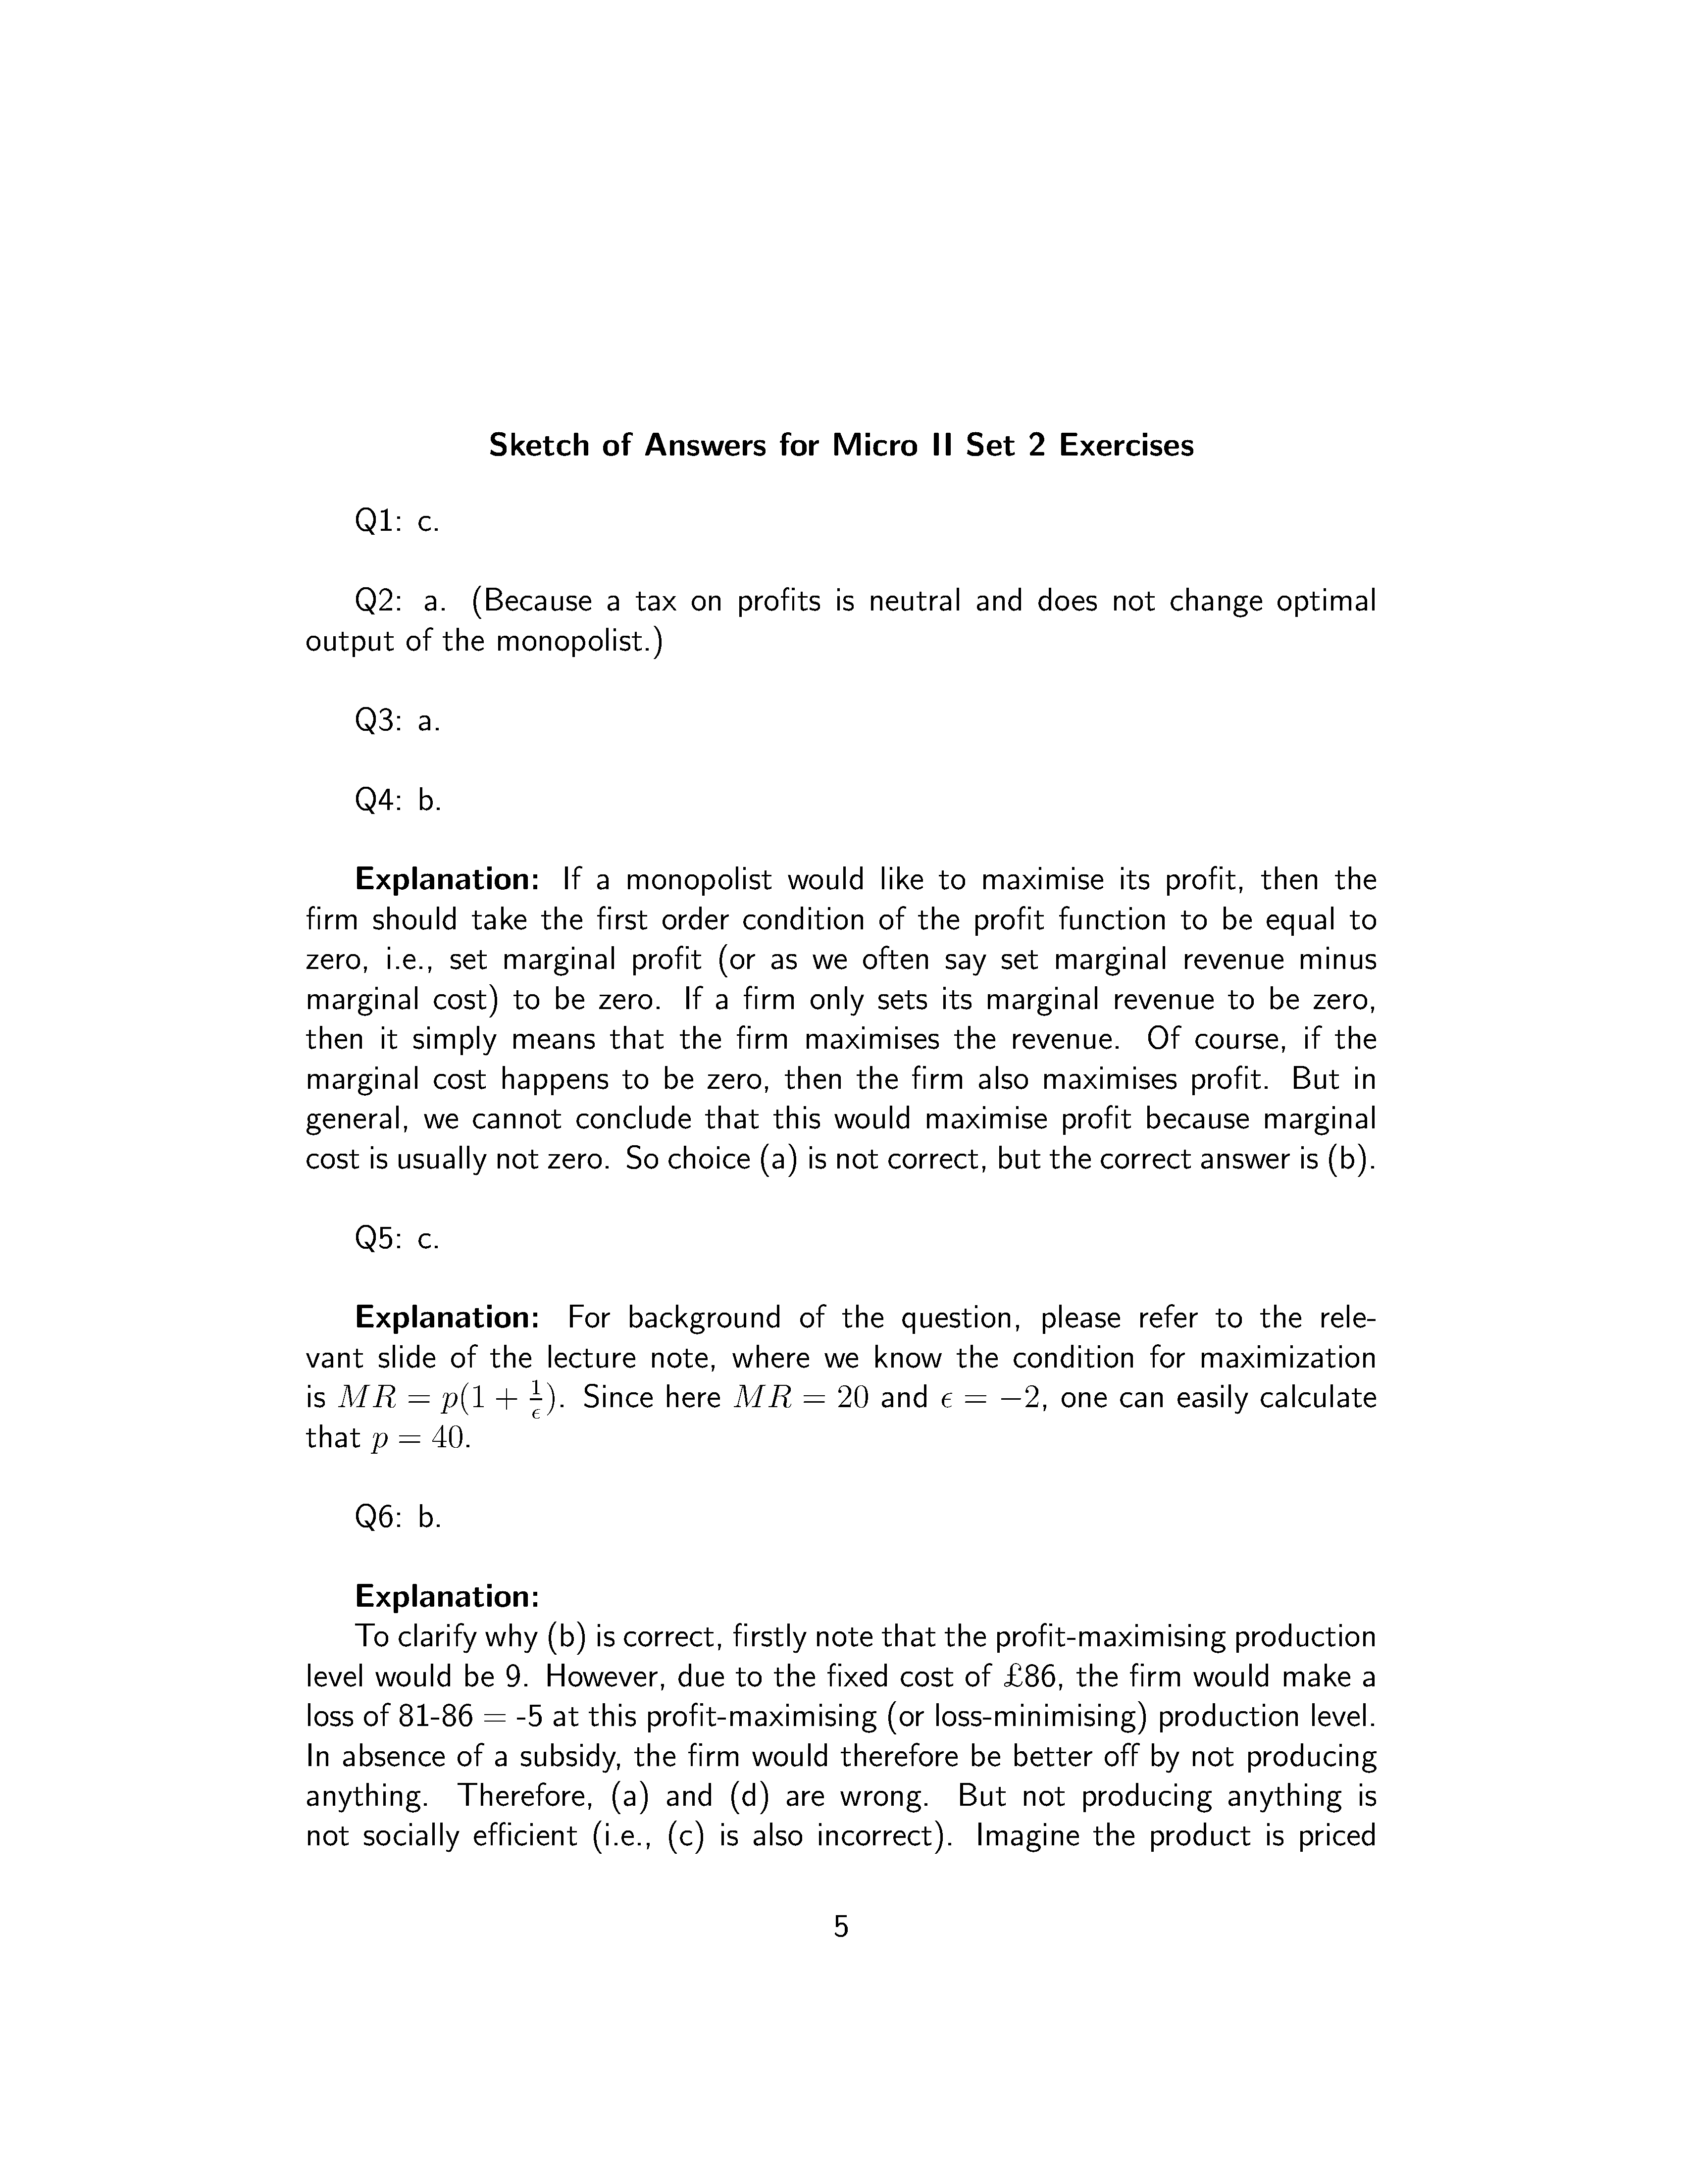 Sketch of Answers for Micro II Set 2 Exercises
Q1: c.
Q2: a. (Because a tax on profits is neutral and does not change optimal
output of the monopolist.)
Q3: a.
Q4: b.
Explanation: If a monopolist would like to maximise its profit, then the
firm should take the first order condition of the profit function to be equal to
zero, i.e., set marginal profit (or as we often say set marginal revenue minus
marginal cost) to be zero. If a firm only sets its marginal revenue to be zero,
then it simply means that the firm maximises the revenue. Of course, if the
marginal cost happens to be zero, then the firm also maximises profit. But in
general, we cannot conclude that this would maximise profit because marginal
cost is usually not zero. So choice (a) is not correct, but the correct answer is (b).
Q5: c.
Explanation: For background of the question, please refer to the rele-
vant slide of the lecture note, where we know the condition for maximization
is MR = p(1 + 1/ϵ). Since here MR = 20 and ϵ = −2, one can easily calculate
that p = 40.
Q6: b.
Explanation:
To clarify why (b) is correct, firstly note that the profit-maximising production
level would be 9. However, due to the fixed cost of £86, the firm would make a
loss of 81-86 = -5 at this profit-maximising (or loss-minimising) production level.
In absence of a subsidy, the firm would therefore be better off by not producing
anything. Therefore, (a) and (d) are wrong. But not producing anything is
not socially efficient (i.e., (c) is also incorrect). Imagine the product is priced
5